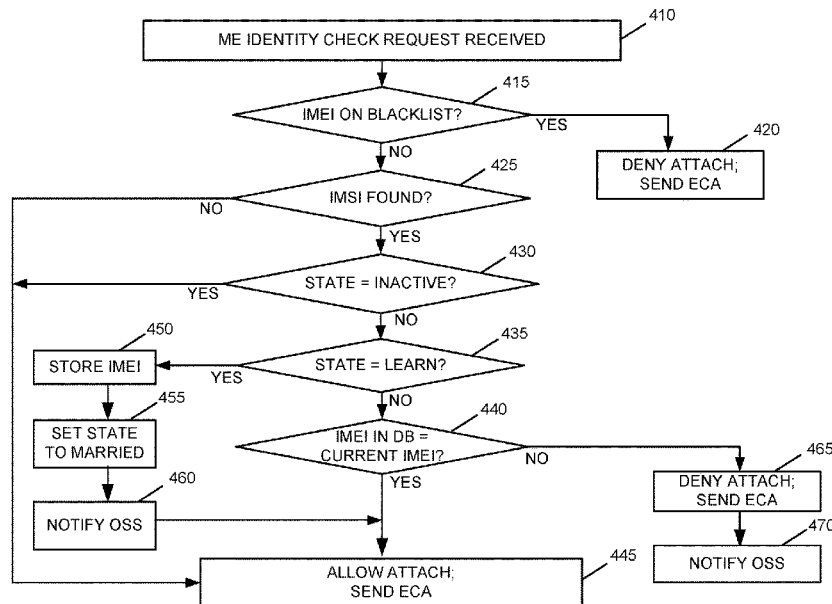 410
ME IDENTITY CHECK REQUEST RECEIVED
415
IMEI ON BLACKLIST?
YES
420
NO
DENY ATTACH;
SEND ECA
425
IMSI FOUND?
NO
YES
430
STATE = INACTIVE?
YES
NO
450
435
STORE IMEI
STATE = LEARN?
YES
NO
455
440
SET STATE
TO MARRIED
IMEI IN DB =
CURRENT IMEI?
NO
465
YES
460
DENY ATTACH;
SEND ECA
NOTIFY OSS
470
NOTIFY OSS
445
ALLOW ATTACH;
SEND ECA